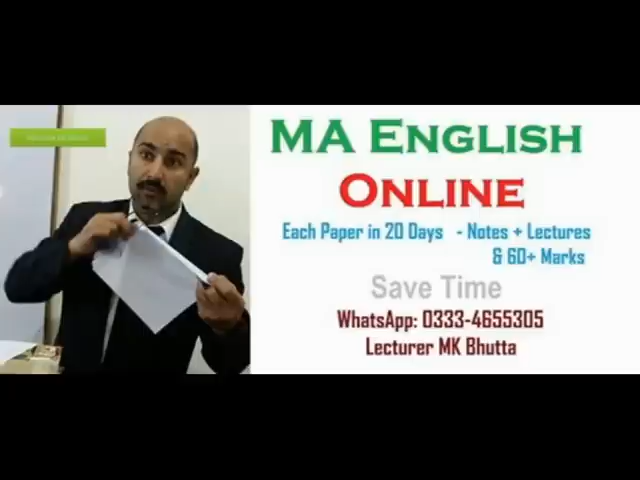 MA ENGLISH
ONLINE
Each Paper in 20 Days - Notes + Lectures
& 60+ Marks
Save Time
WhatsApp: 0333-4655305
Lecturer MK Bhutta